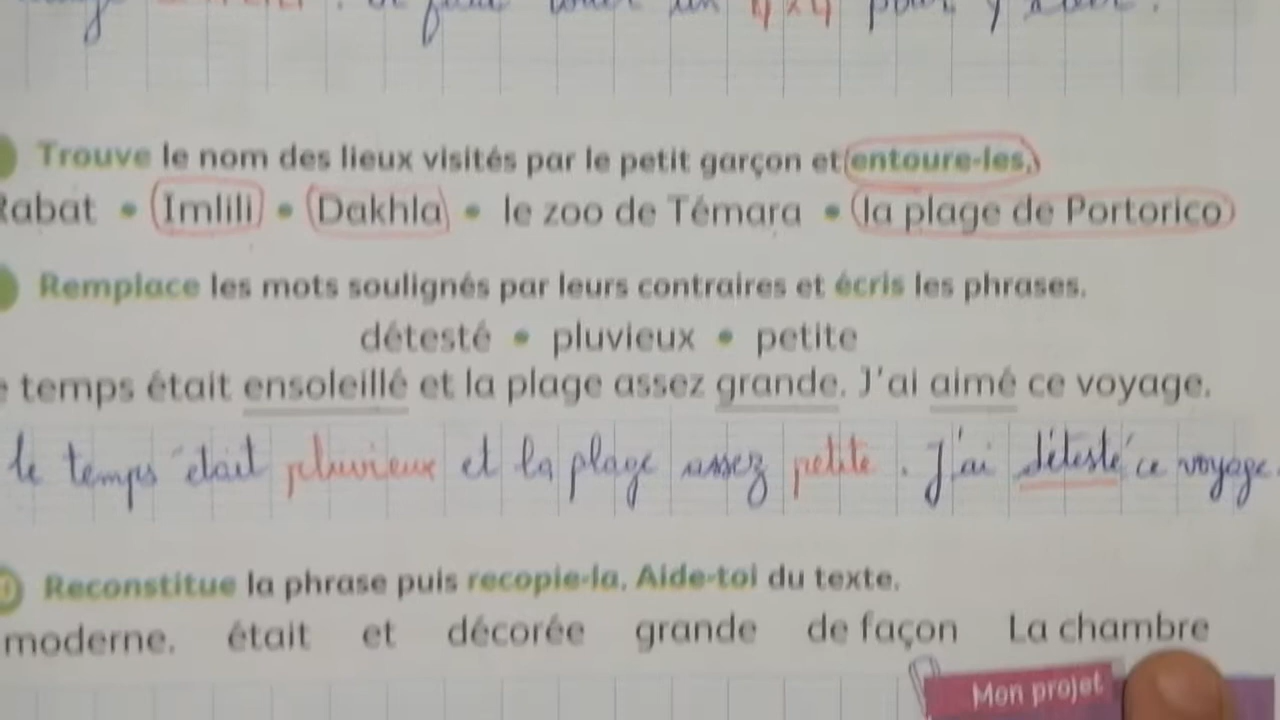 4x4 pour y
Trouve le nom des lieux visités par le petit garçon et entoure-les.
Rabat • Imlili • Dakhla • le zoo de Témara • la plage de Portorico
Remplace les mots soulignés par leurs contraires et écris les phrases.
détesté • pluvieux • petite
temps était ensoleillé et la plage assez grande. J'ai aimé ce voyage.
le temps était pluvieux et la plage assez petite. J'ai détesté ce voyage.
Reconstitue la phrase puis recopie-la. Aide-toi du texte.
moderne. était et décorée grande de façon La chambre
Mon projet